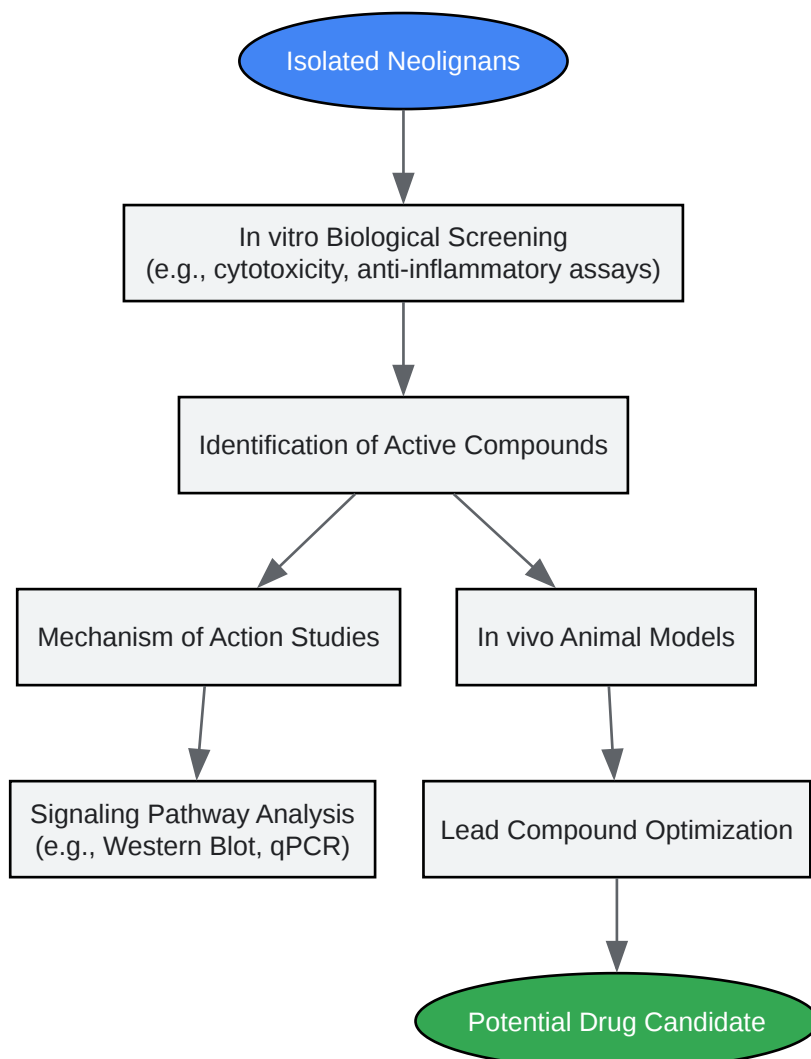 Isolated Neolignans
In vitro Biological Screening
(e.g., cytotoxicity, anti-inflammatory assays)
Identification of Active Compounds
Mechanism of Action Studies
In vivo Animal Models
Signaling Pathway Analysis
(e.g., Western Blot, qPCR)
Lead Compound Optimization
Potential Drug Candidate